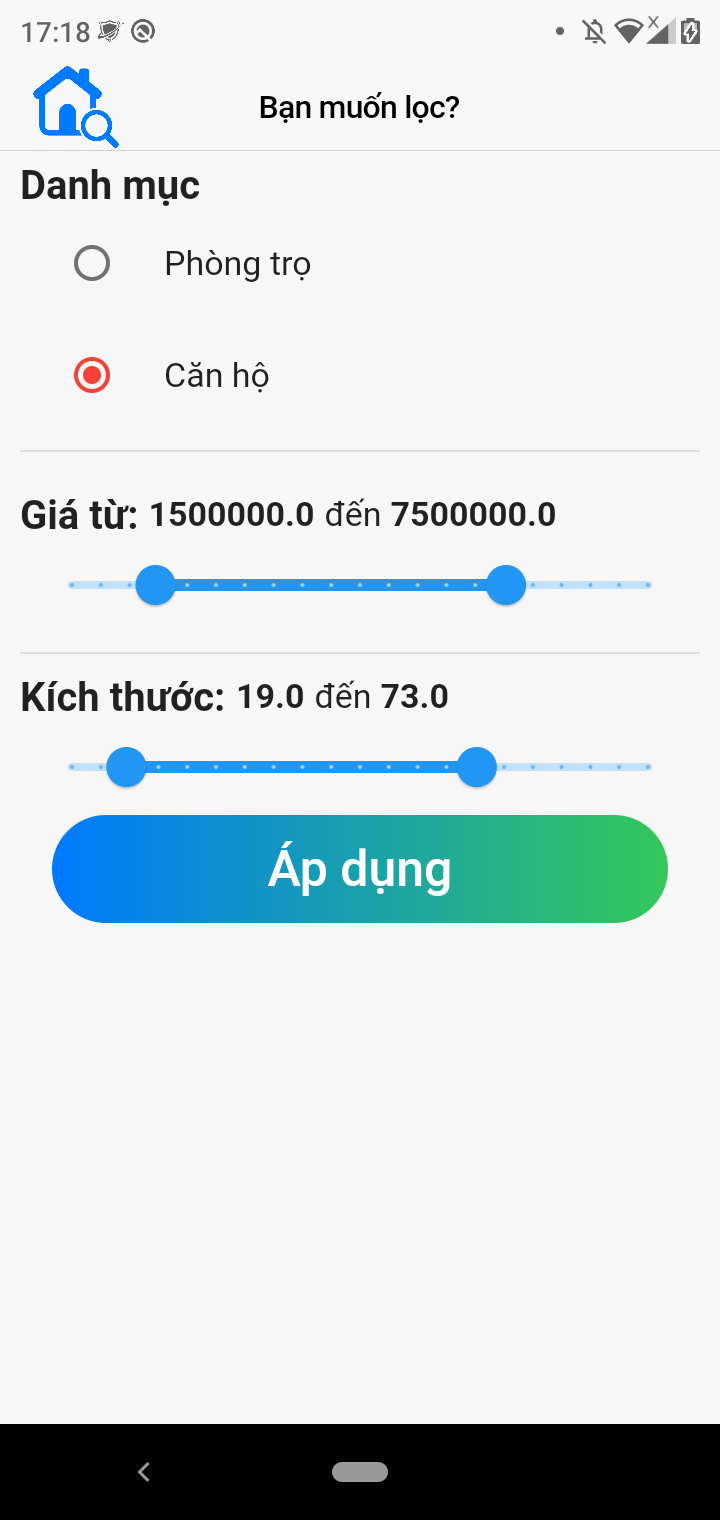 17:18
Bạn muốn lọc?
Danh mục
Phòng trọ
Căn hộ
Giá từ: 1500000.0 đến 7500000.0
Kích thước: 19.0 đến 73.0
Áp dụng